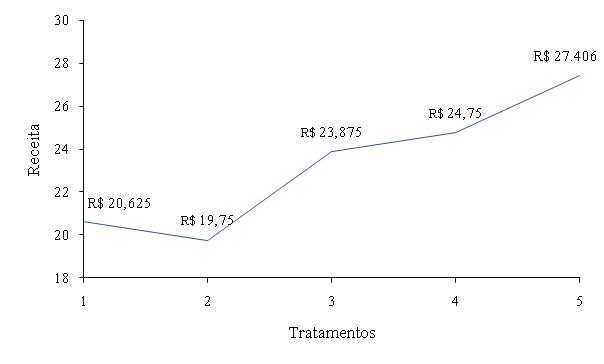 30
28
R$ 27.406
26
R$ 24,75
24
R$ 23,875
Receita
22
R$ 20,625
R$ 19,75
20
18
1 2 3 4 5
Tratamentos